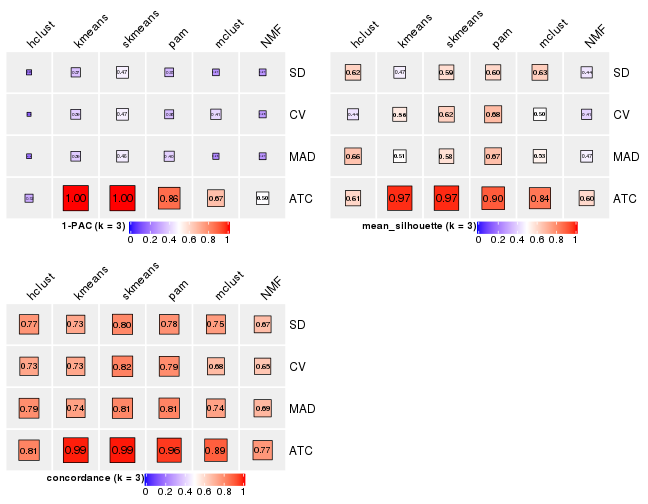 hclust kmeans skmeans pam mclust NMF
0.47 SD
0.47 CV
MAD
1.00 1.00 0.86 0.67 0.50 ATC
1-PAC (k = 3)
0 0.2 0.4 0.6 0.8 1
hclust kmeans skmeans pam mclust NMF
0.62 0.47 0.59 0.60 0.63 0.44 SD
0.44 0.56 0.62 0.68 0.50 CV
0.66 0.51 0.58 0.67 0.53 0.47 MAD
0.61 0.97 0.97 0.90 0.84 0.60 ATC
mean_silhouette (k = 3)
0 0.2 0.4 0.6 0.8 1
hclust kmeans skmeans pam mclust NMF
0.77 0.73 0.80 0.78 0.75 0.67 SD
0.73 0.73 0.82 0.79 0.68 0.65 CV
0.79 0.74 0.81 0.81 0.74 0.69 MAD
0.81 0.99 0.99 0.96 0.89 0.77 ATC
concordance (k = 3)
0 0.2 0.4 0.6 0.8 1